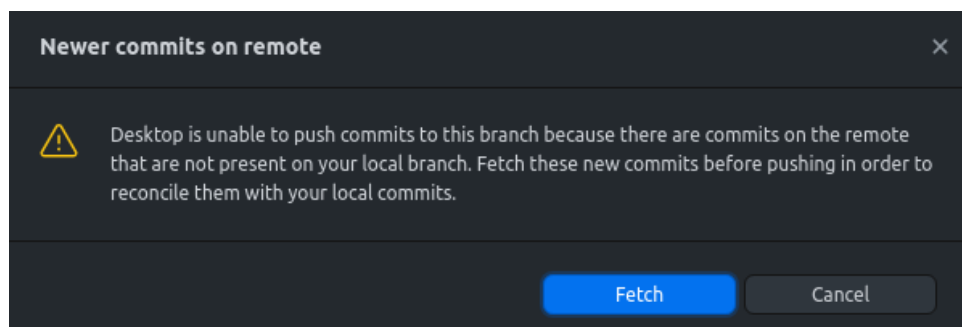 Newer commits on remote
Desktop is unable to push commits to this branch because there are commits on the remote
that are not present on your local branch. Fetch these new commits before pushing in order to
reconcile them with your local commits.
Fetch
Cancel